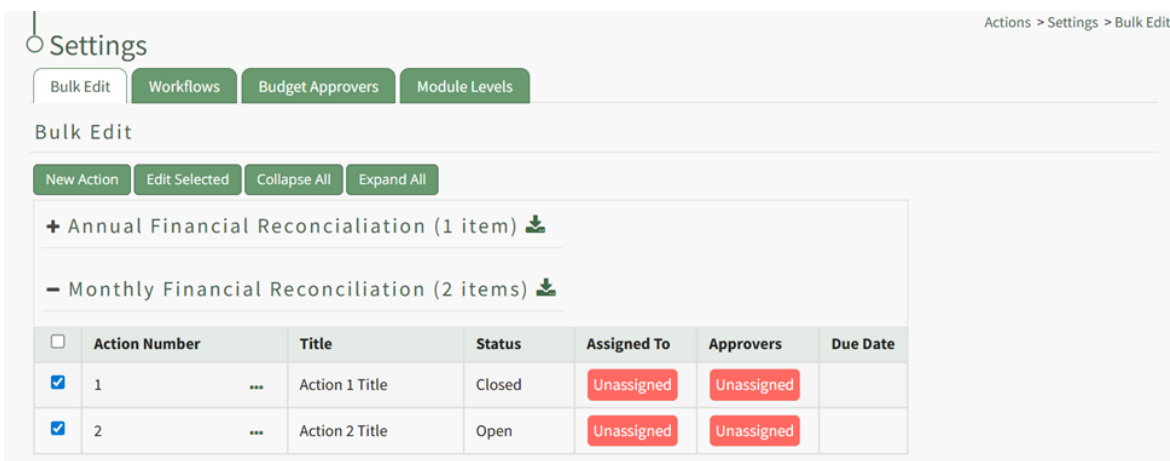 Actions > Settings > Bulk Edit
Settings
Bulk Edit Workflows Budget Approvers Module Levels
Bulk Edit
New Action Edit Selected Collapse All Expand All
+ Annual Financial Reconcialiation (1 item)
− Monthly Financial Reconciliation (2 items)
Action Number Title Status Assigned To Approvers Due Date
1 ... Action 1 Title Closed Unassigned Unassigned
2 ... Action 2 Title Open Unassigned Unassigned